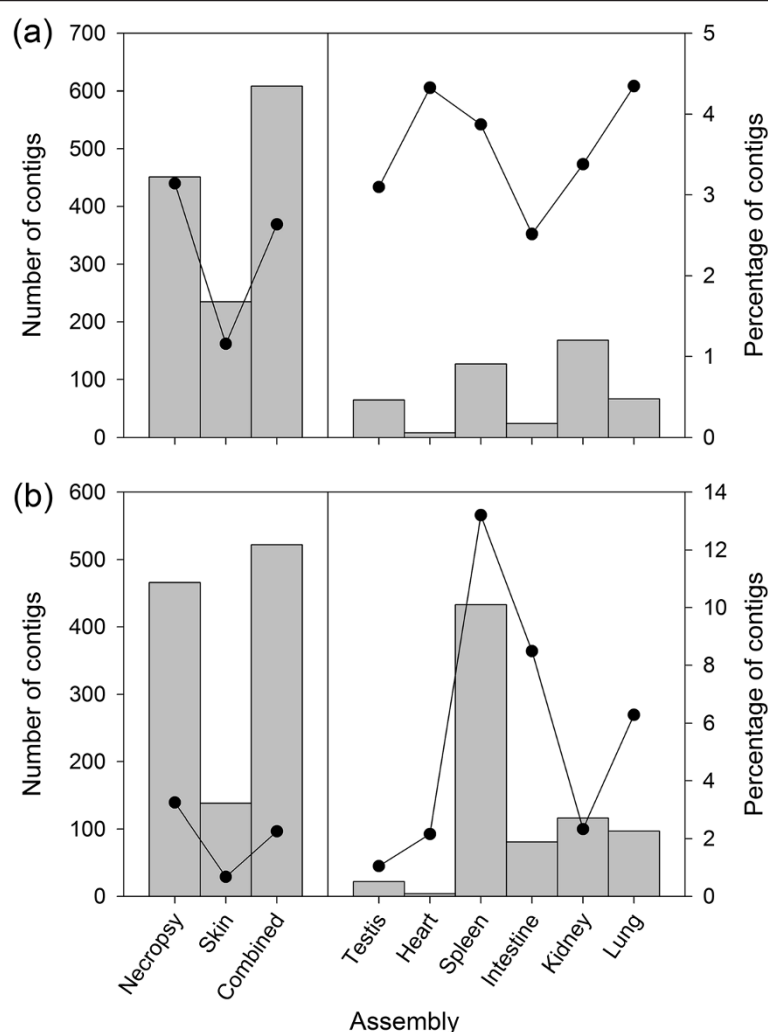 (a)
Number of contigs
700
600
500
400
300
200
100
0
5
4
3
2
1
0
Percentage of contigs
(b)
Number of contigs
600
500
400
300
200
100
0
14
12
10
8
6
4
2
0
Percentage of contigs
Necropsy
Skin
Combined
Testis
Heart
Spleen
Intestine
Kidney
Lung
Assembly